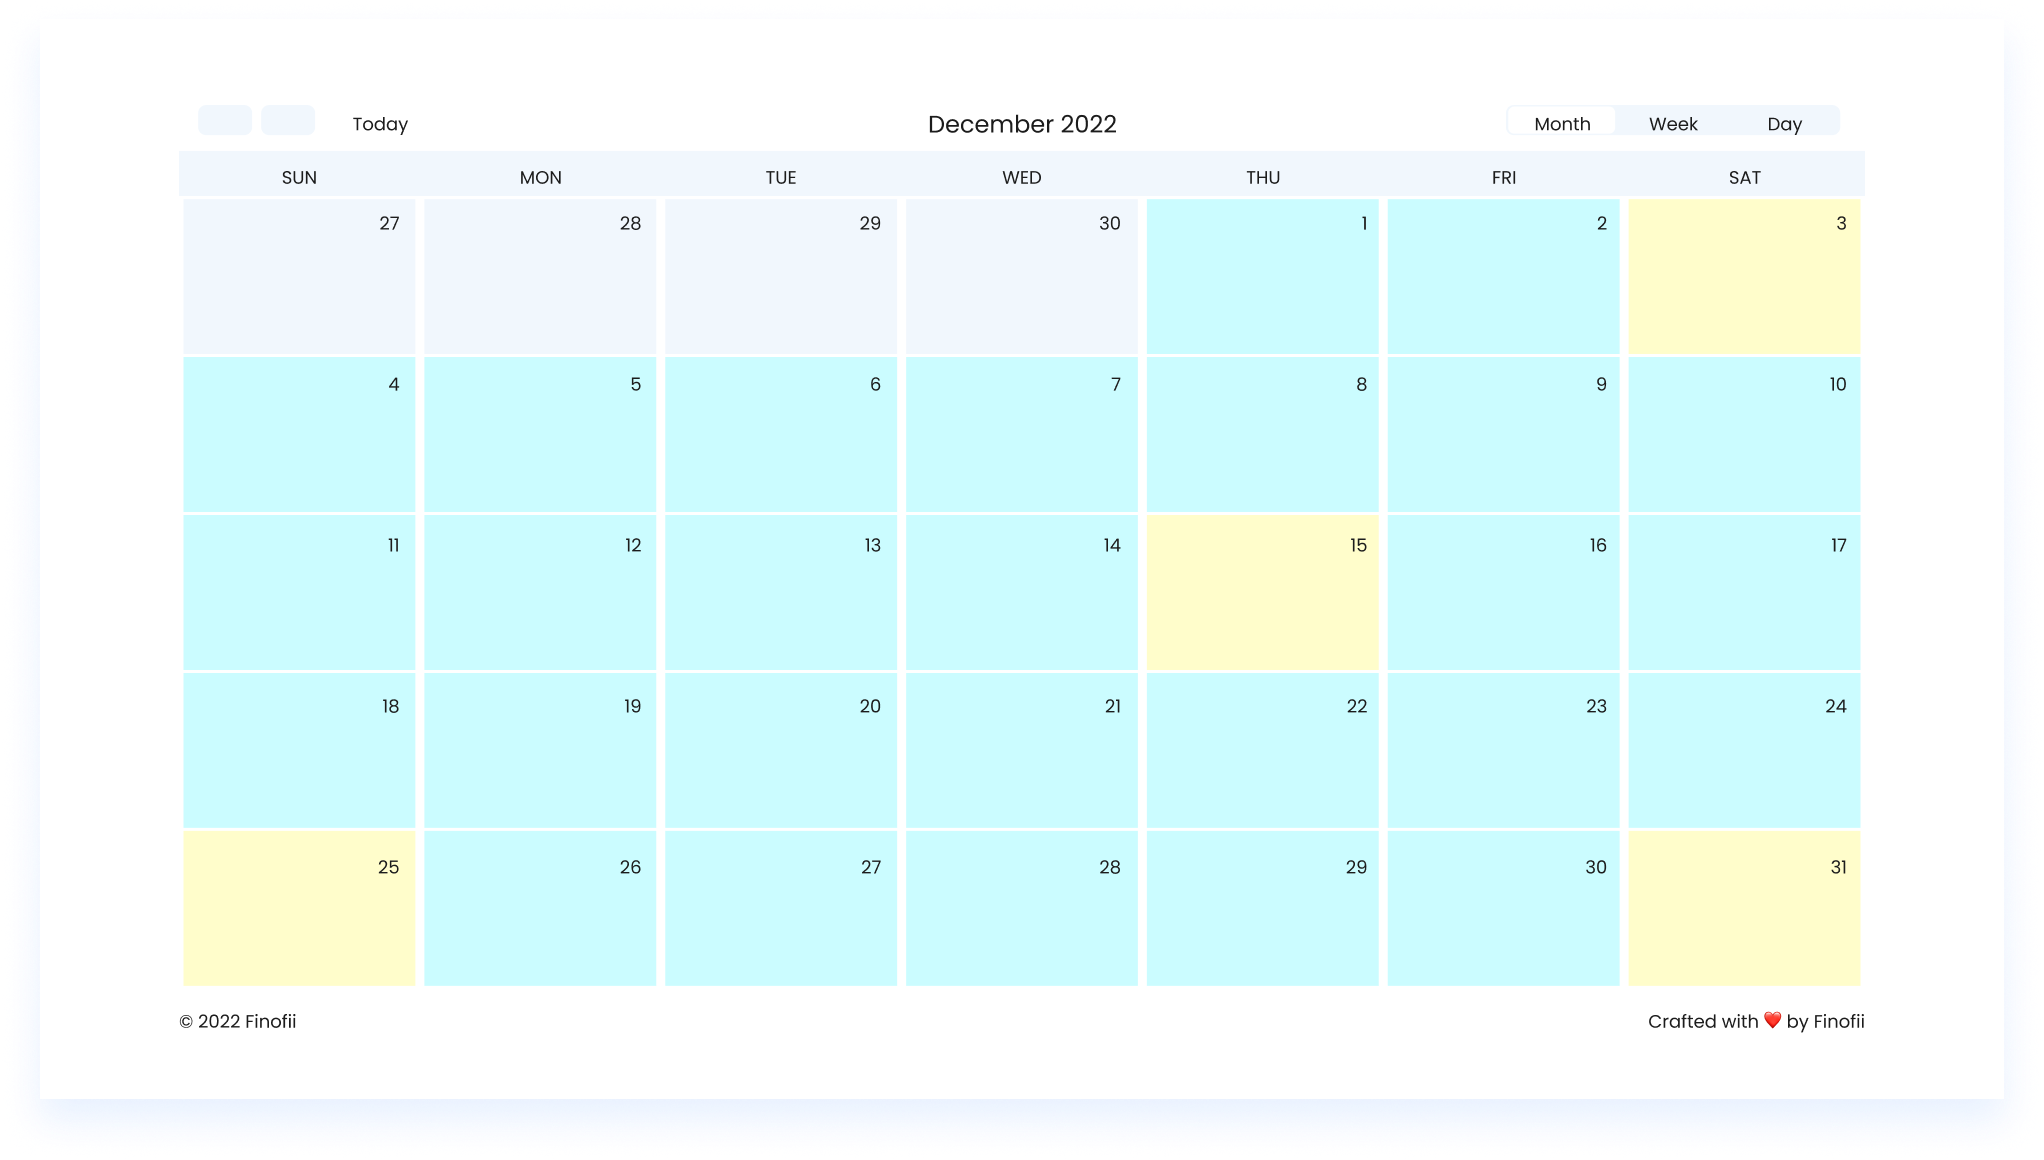 Today December 2022 Month Week Day
SUN MON TUE WED THU FRI SAT
27 28 29 30 1 2 3
4 5 6 7 8 9 10
11 12 13 14 15 16 17
18 19 20 21 22 23 24
25 26 27 28 29 30 31
© 2022 Finofii Crafted with ❤️ by Finofii